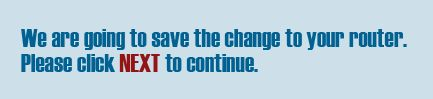 We are going to save the change to your router.
Please click NEXT to continue.